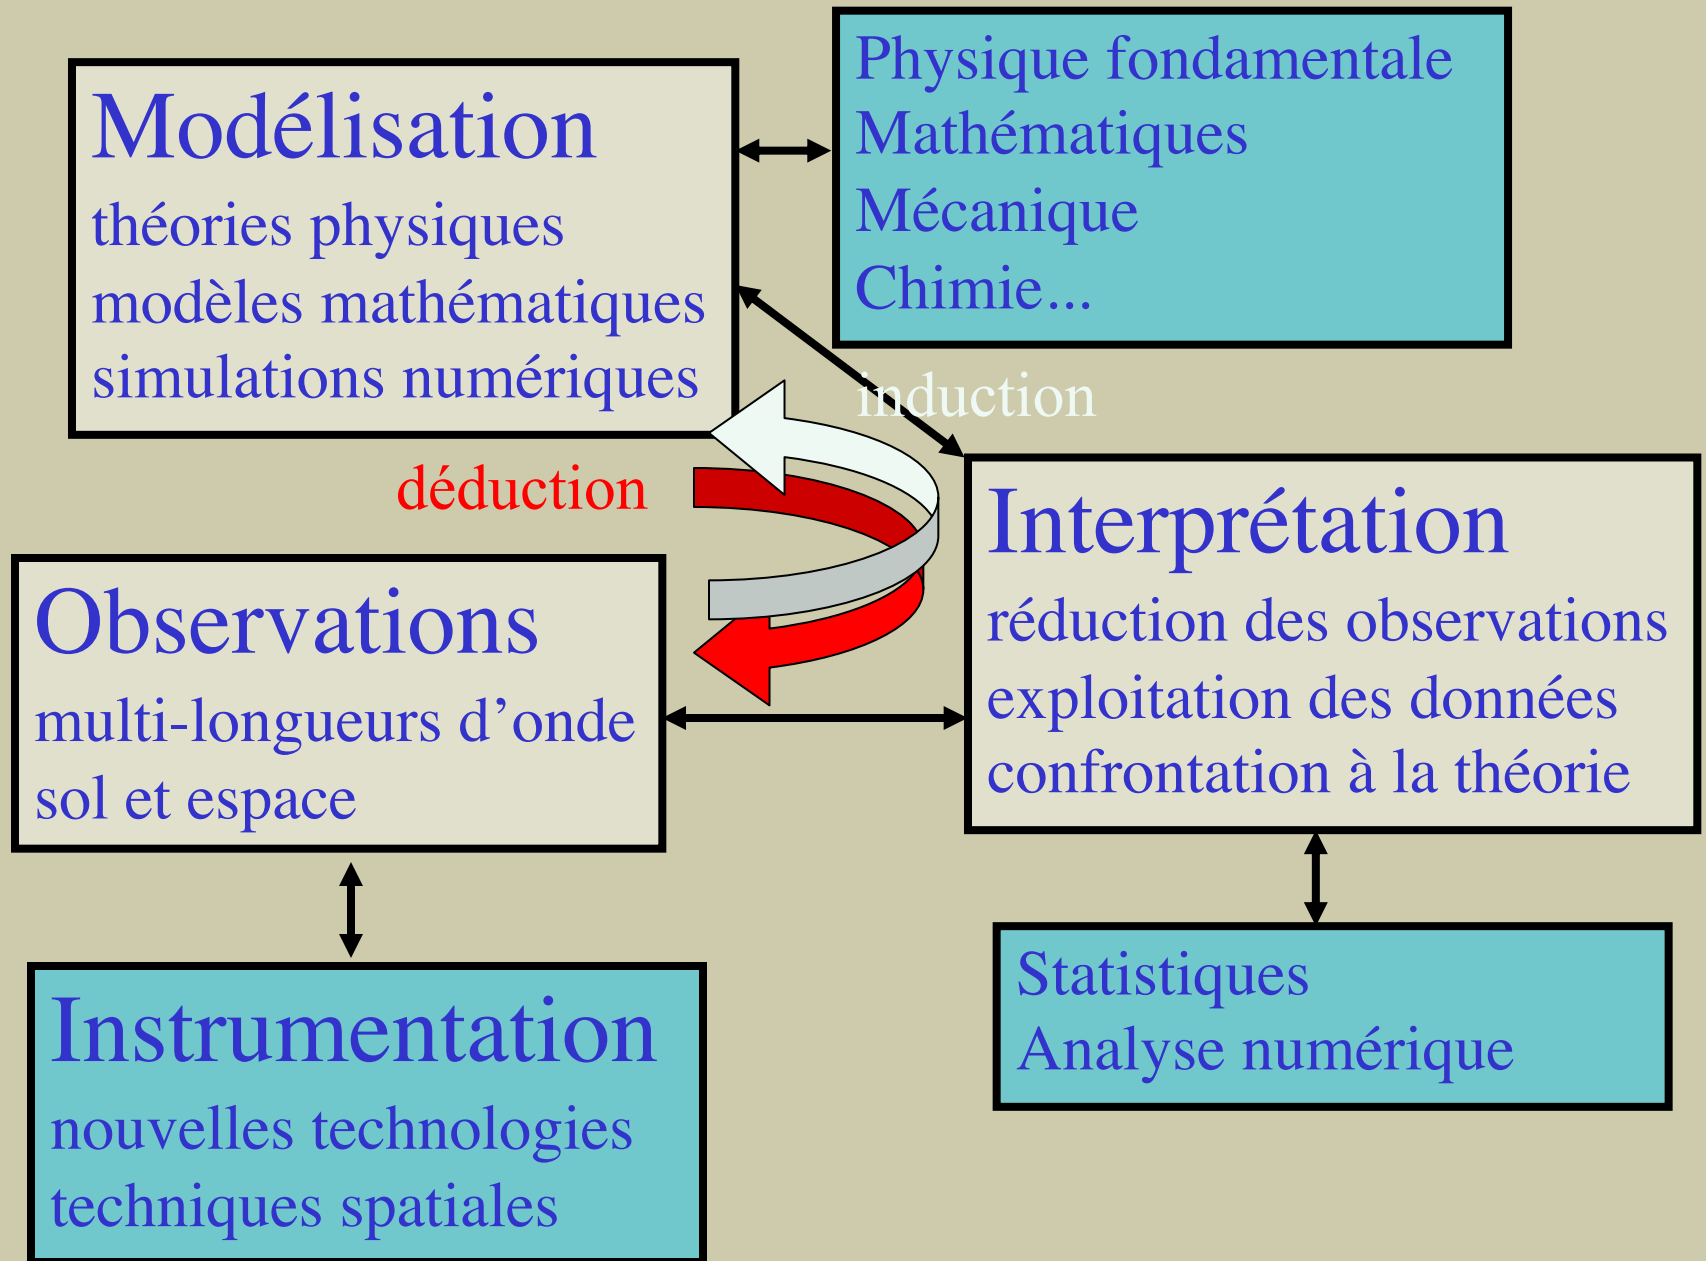 Modélisation
théories physiques
modèles mathématiques
simulations numériques
Physique fondamentale
Mathématiques
Mécanique
Chimie...
induction
déduction
Observations
multi-longueurs d’onde
sol et espace
Interprétation
réduction des observations
exploitation des données
confrontation à la théorie
Instrumentation
nouvelles technologies
techniques spatiales
Statistiques
Analyse numérique